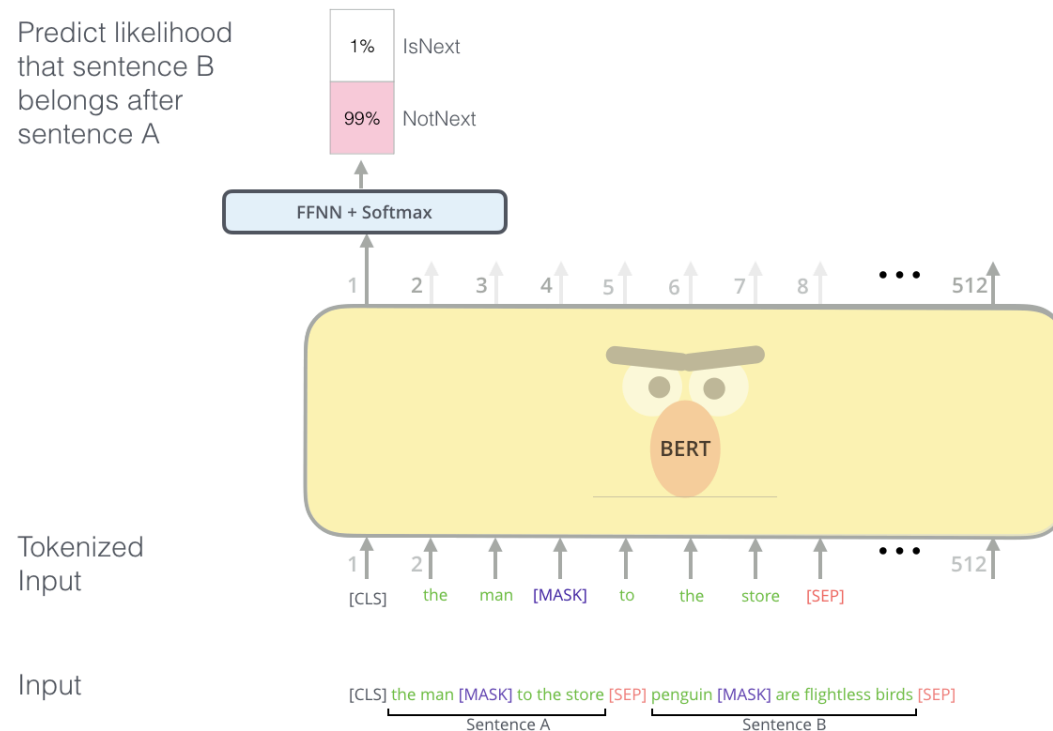 Predict likelihood
that sentence B
belongs after
sentence A
1% IsNext
99% NotNext
FFNN + Softmax
1 2 3 4 5 6 7 8 ••• 512
BERT
Tokenized
Input
1 2 ••• 512
[CLS] the man [MASK] to the store [SEP]
Input
[CLS] the man [MASK] to the store [SEP] penguin [MASK] are flightless birds [SEP]
Sentence A Sentence B